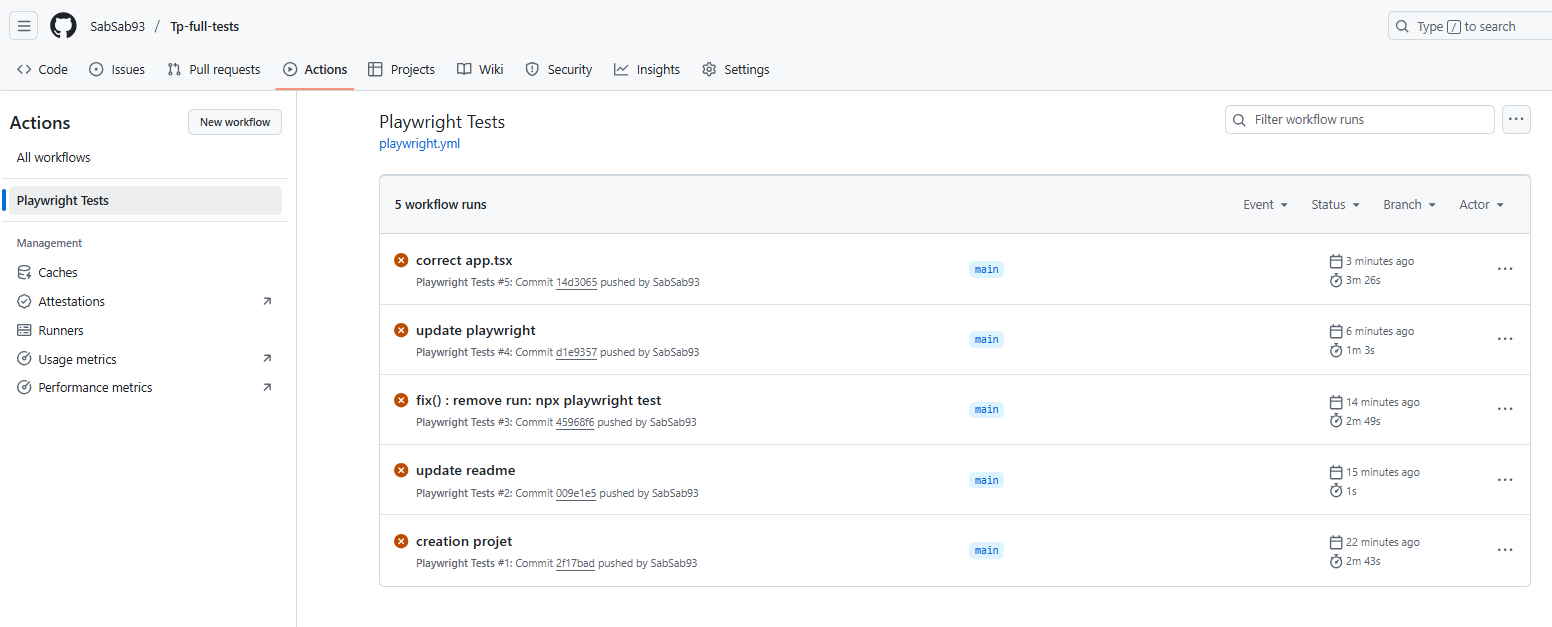 SabSab93 / Tp-full-tests
Type / to search
Code Issues Pull requests Actions Projects Wiki Security Insights Settings
Actions
New workflow
All workflows
Playwright Tests
Management
Caches
Attestations
Runners
Usage metrics
Performance metrics
Playwright Tests
playwright.yml
Filter workflow runs
5 workflow runs
Event Status Branch Actor
correct app.tsx
Playwright Tests #5: Commit 14d3065 pushed by SabSab93
main
3 minutes ago
3m 26s
update playwright
Playwright Tests #4: Commit d1e9357 pushed by SabSab93
main
6 minutes ago
1m 3s
fix() : remove run: npx playwright test
Playwright Tests #3: Commit 45968f6 pushed by SabSab93
main
14 minutes ago
2m 49s
update readme
Playwright Tests #2: Commit 009e1e5 pushed by SabSab93
main
15 minutes ago
1s
creation projet
Playwright Tests #1: Commit 2f17bad pushed by SabSab93
main
22 minutes ago
2m 43s